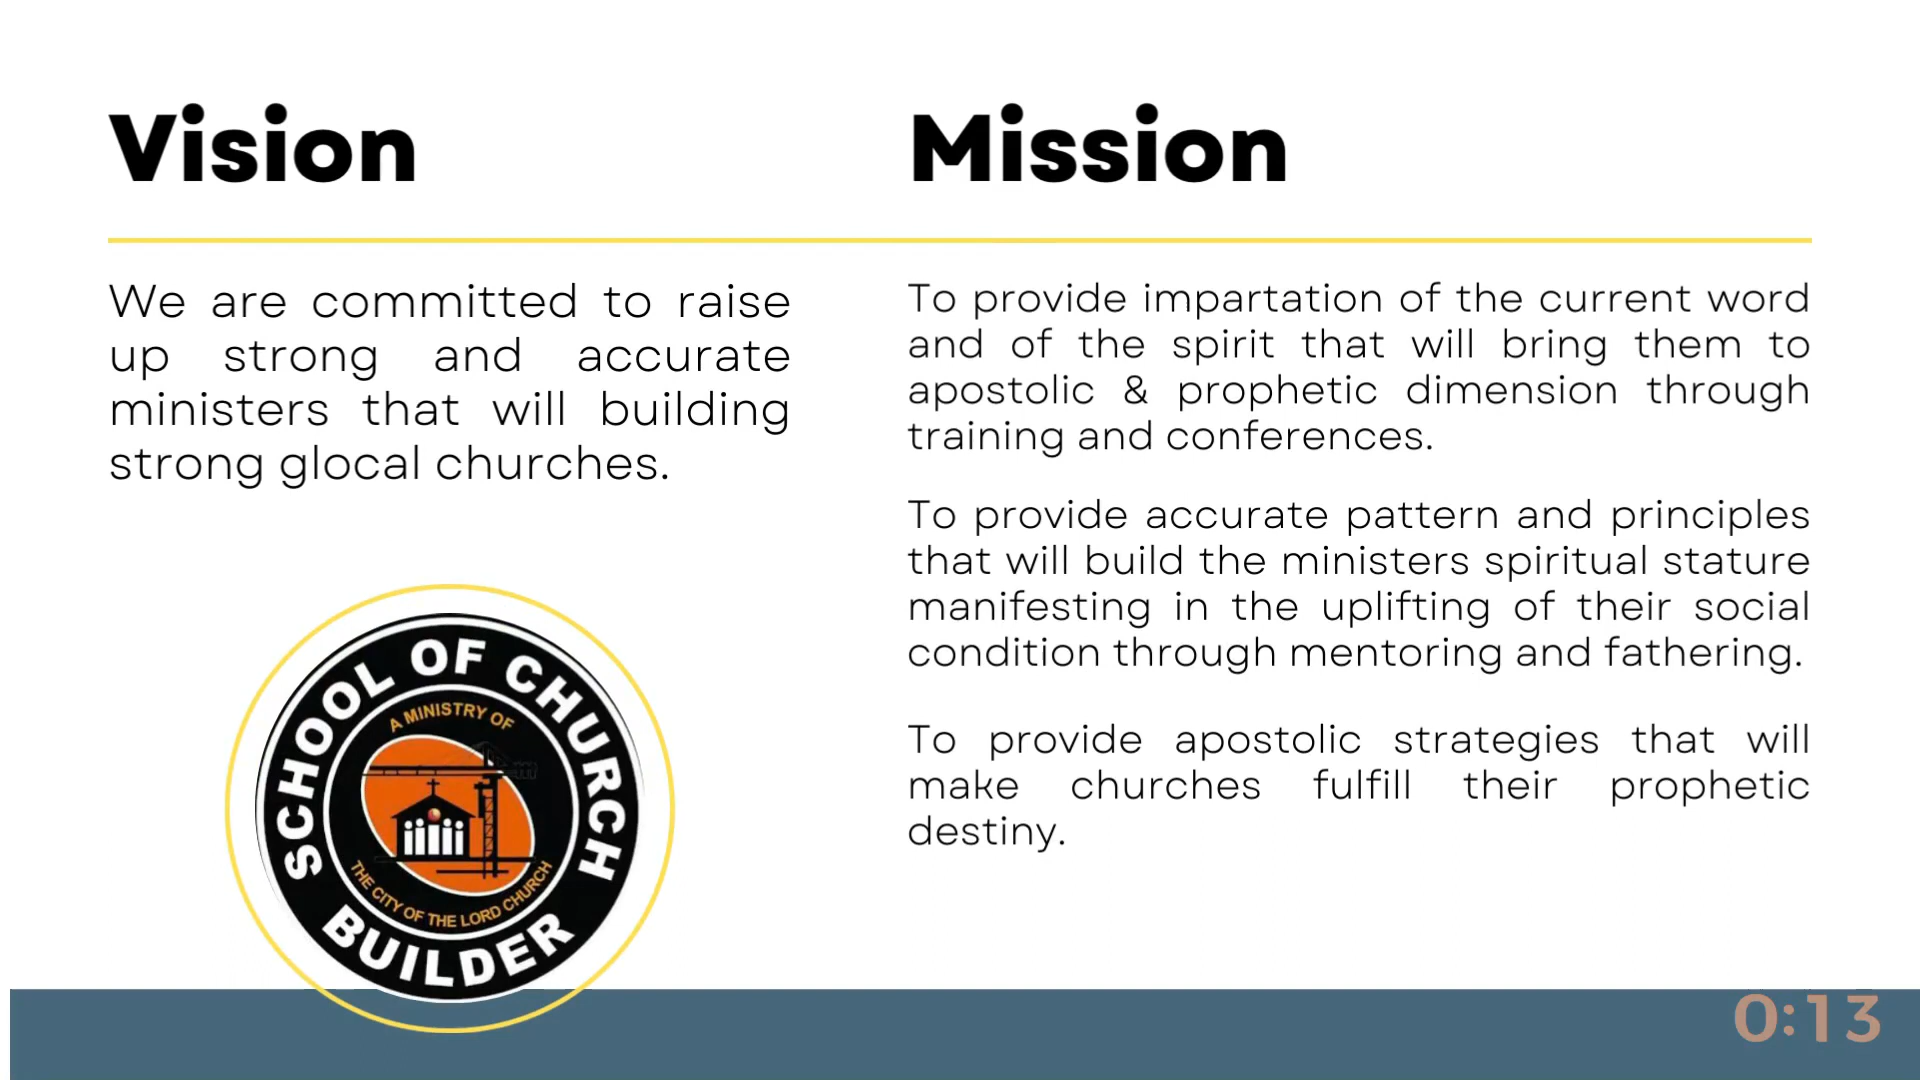 Vision
We are committed to raise
up strong and accurate
ministers that will building
strong glocal churches.
SCHOOL OF CHURCH
BUILDER
A MINISTRY OF
THE CITY OF THE LORD CHURCH
Mission
To provide impartation of the current word
and of the spirit that will bring them to
apostolic & prophetic dimension through
training and conferences.
To provide accurate pattern and principles
that will build the ministers spiritual stature
manifesting in the uplifting of their social
condition through mentoring and fathering.
To provide apostolic strategies that will
make churches fulfill their prophetic
destiny.
0:13